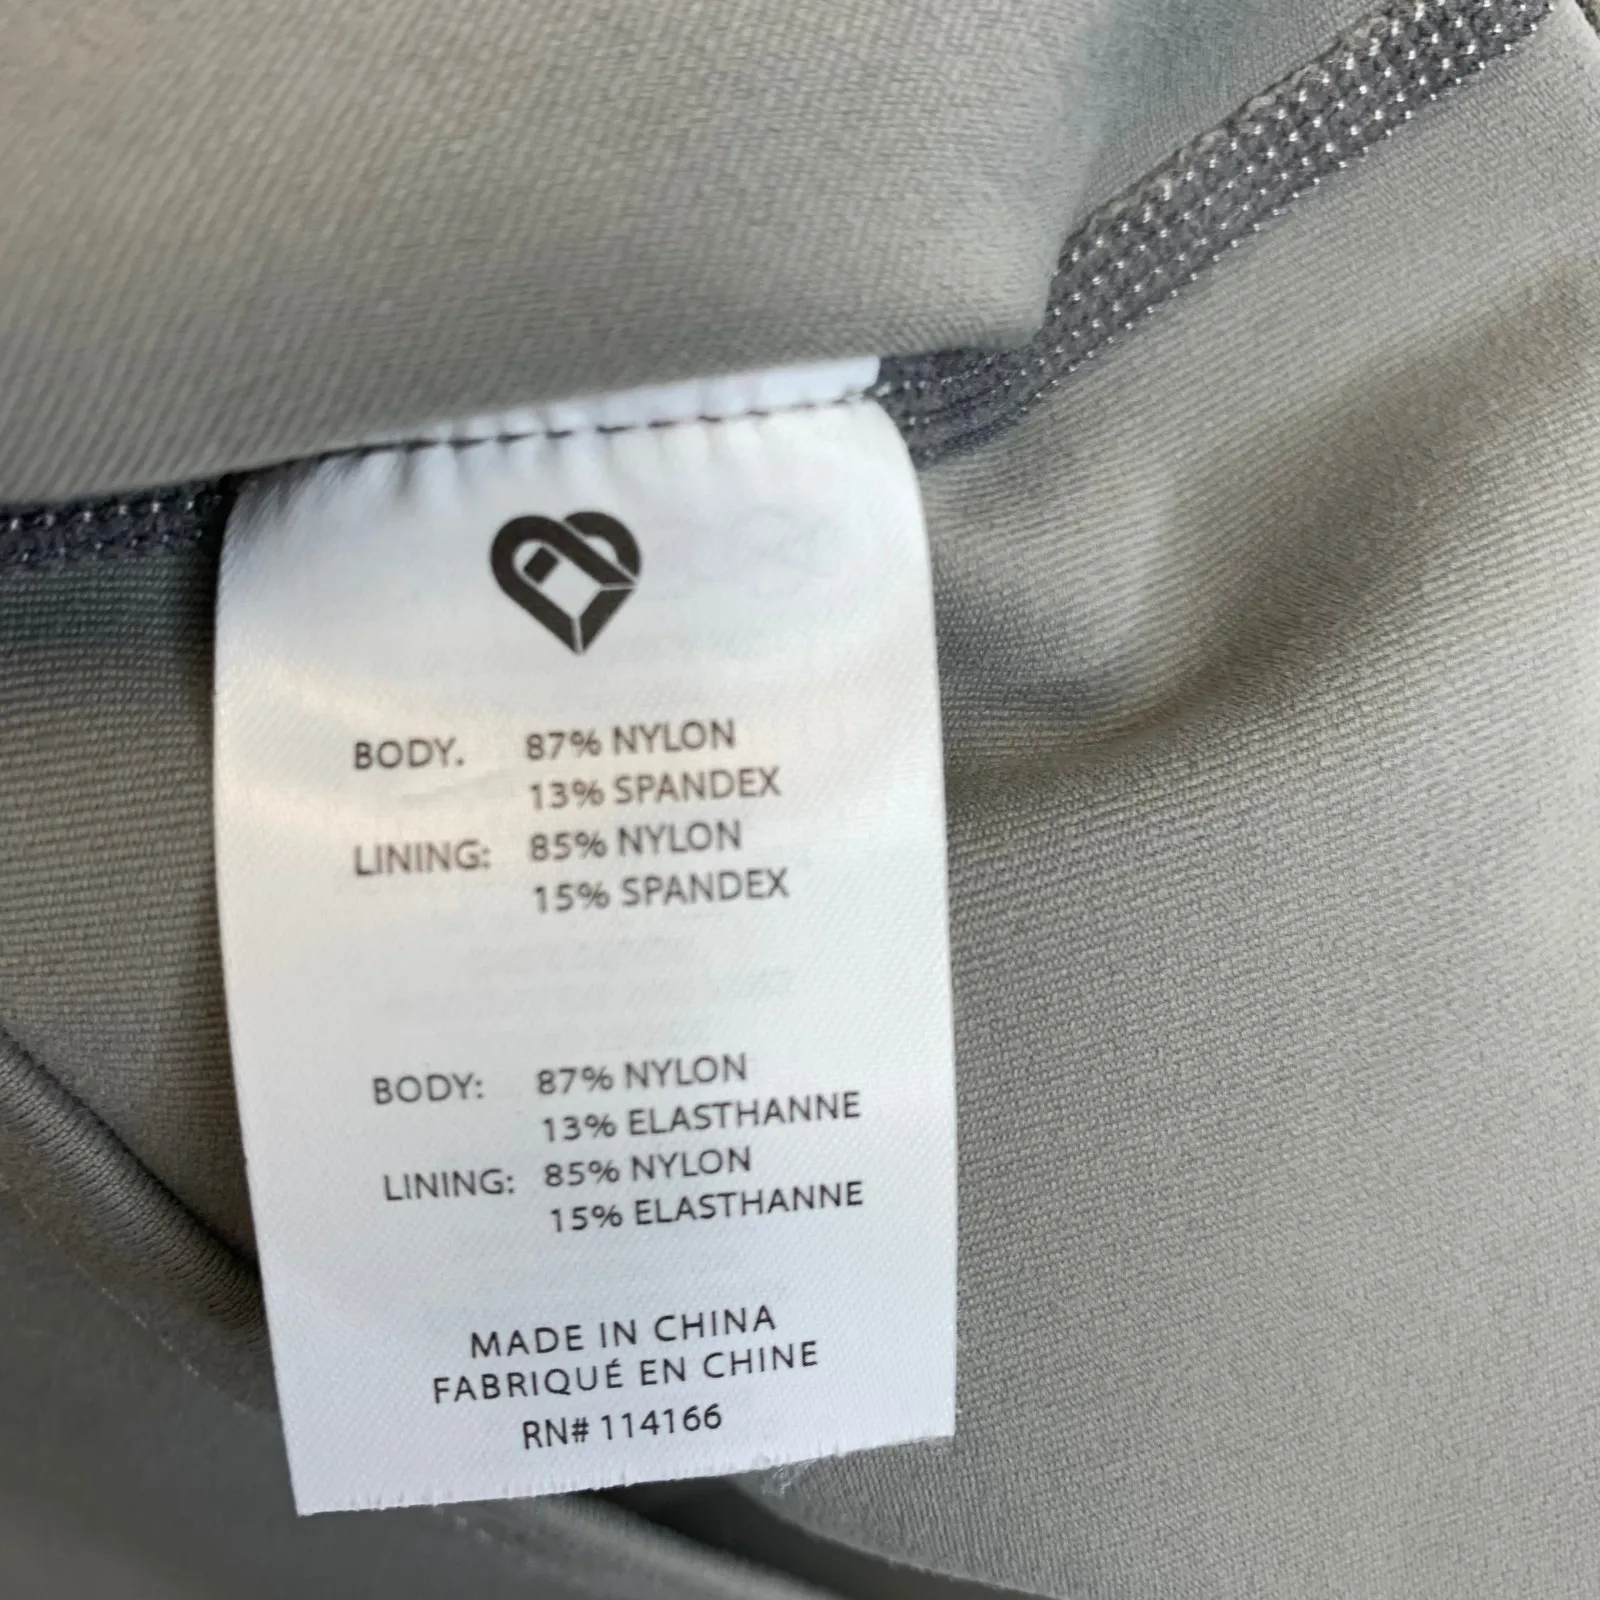 BODY. 87% NYLON
13% SPANDEX
LINING: 85% NYLON
15% SPANDEX
BODY: 87% NYLON
13% ELASTHANNE
LINING: 85% NYLON
15% ELASTHANNE
MADE IN CHINA
FABRIQUÉ EN CHINE
RN# 114166